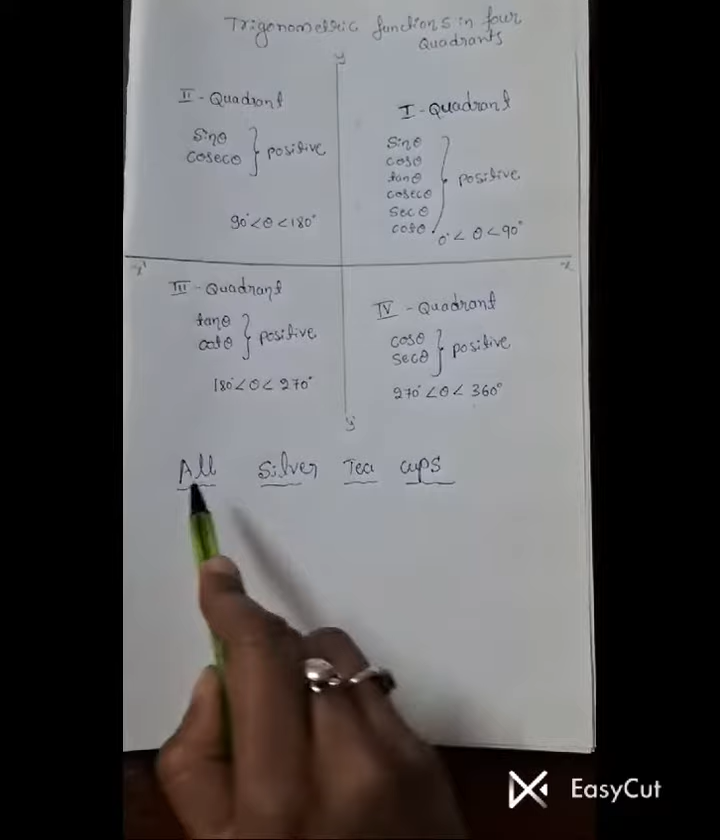 Trigonometric functions in four
Quadrants
y
II - Quadrant
sinθ
cosecθ
} positive
90° < θ < 180°
I - Quadrant
sinθ
cosθ
tanθ
cosecθ
secθ
cotθ
} positive
0° < θ < 90°
x'
x
III - Quadrant
tanθ
cotθ
} positive
180° < θ < 270°
IV - Quadrant
cosθ
secθ
} positive
270° < θ < 360°
y'
All Silver Tea cups
EasyCut